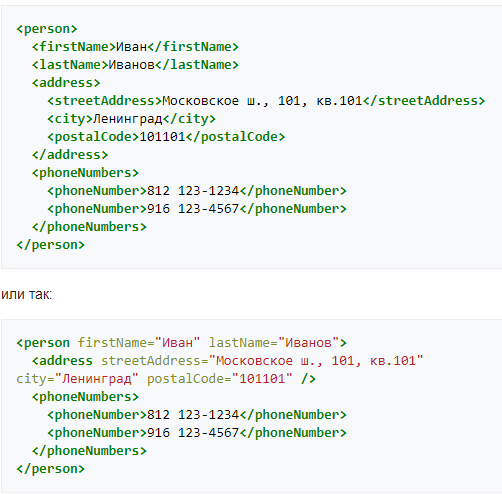 <person>
  <firstName>Иван</firstName>
  <lastName>Иванов</lastName>
  <address>
    <streetAddress>Московское ш., 101, кв.101</streetAddress>
    <city>Ленинград</city>
    <postalCode>101101</postalCode>
  </address>
  <phoneNumbers>
    <phoneNumber>812 123-1234</phoneNumber>
    <phoneNumber>916 123-4567</phoneNumber>
  </phoneNumbers>
</person>
или так:
<person firstName="Иван" lastName="Иванов">
  <address streetAddress="Московское ш., 101, кв.101"
city="Ленинград" postalCode="101101" />
  <phoneNumbers>
    <phoneNumber>812 123-1234</phoneNumber>
    <phoneNumber>916 123-4567</phoneNumber>
  </phoneNumbers>
</person>